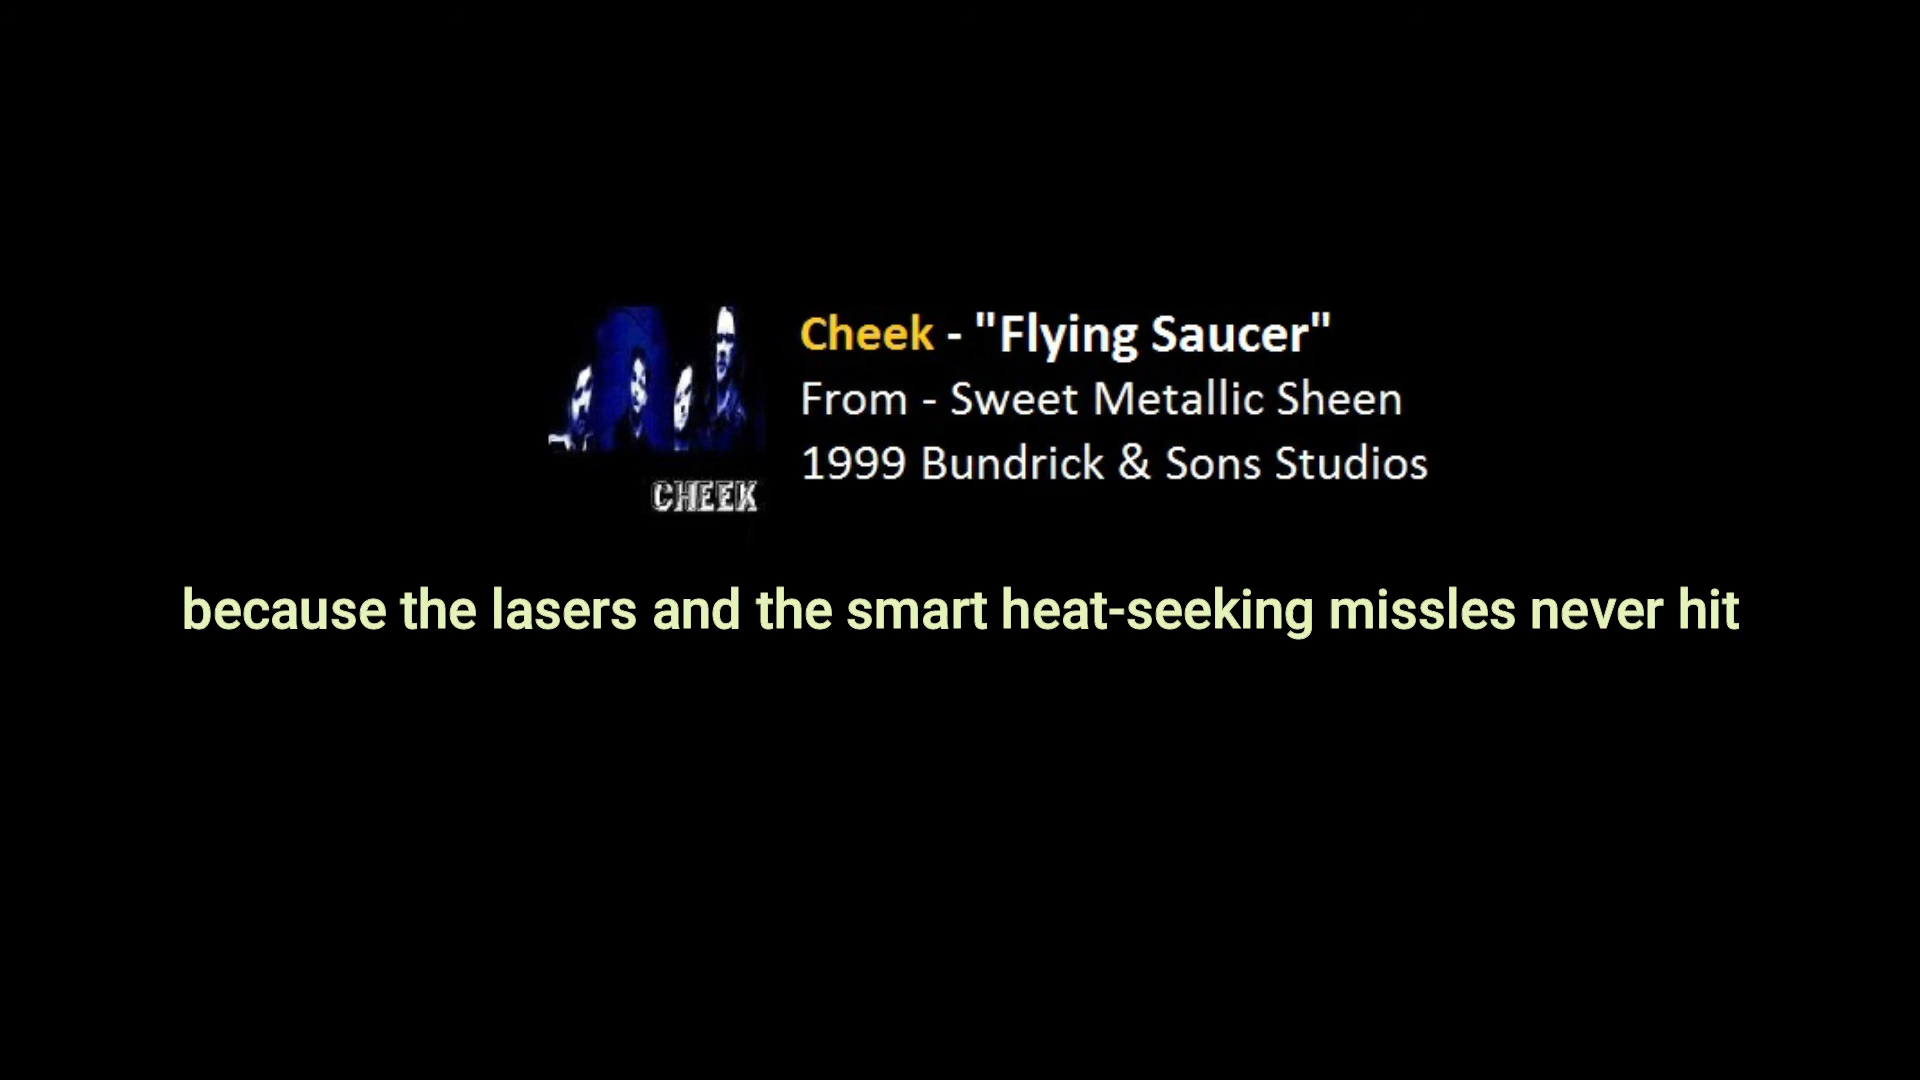 Cheek - "Flying Saucer"
From - Sweet Metallic Sheen
1999 Bundrick & Sons Studios
CHEEK
because the lasers and the smart heat-seeking missles never hit